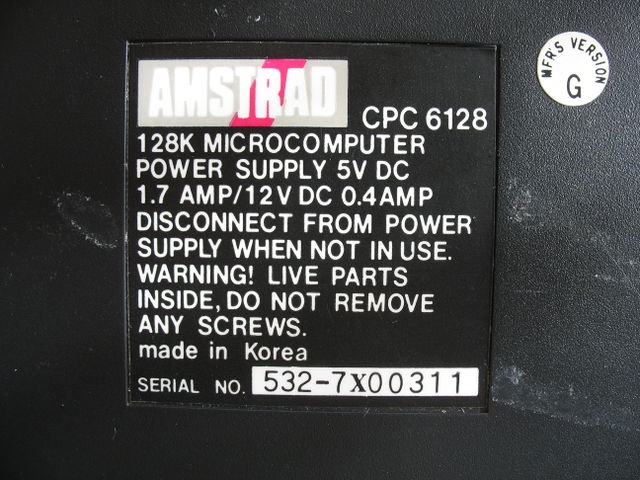 AMSTRAD CPC 6128
128K MICROCOMPUTER
POWER SUPPLY 5V DC
1.7 AMP/12V DC 0.4AMP
DISCONNECT FROM POWER
SUPPLY WHEN NOT IN USE.
WARNING! LIVE PARTS
INSIDE, DO NOT REMOVE
ANY SCREWS.
made in Korea
SERIAL NO. 532-7X00311
MFR'S VERSION
G